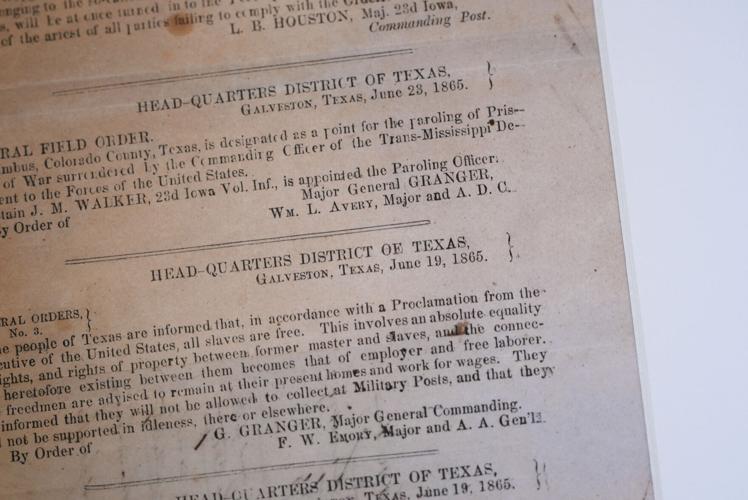 s, will be at once turned in to the
of the arrest of all parties failing to comply with the
L. B. HOUSTON, Maj. 23d Iowa,
Commanding Post.
HEAD-QUARTERS DISTRICT OF TEXAS, }
GALVESTON, TEXAS, June 23, 1865.
RAL FIELD ORDER.
mbus, Colorado County, Texas, is designated as a point for the paroling of Pris-
of War surrendered by the Commanding Officer of the Trans-Mississippi De-
ent to the Forces of the United States.
tain J. M. WALKER, 23d Iowa Vol. Inf., is appointed the Paroling Officer.
y Order of Major General GRANGER,
WM. L. AVERY, Major and A. D. C.
HEAD-QUARTERS DISTRICT OF TEXAS, }
GALVESTON, TEXAS, June 19, 1865.
RAL ORDERS, }
No. 3.
e people of Texas are informed that, in accordance with a Proclamation from the
cutive of the United States, all slaves are free. This involves an absolute equality
ights, and rights of property between former master and slaves, and the connec-
heretofore existing between them becomes that of employer and free laborer.
freedmen are advised to remain at their present homes and work for wages. They
informed that they will not be allowed to collect at Military Posts, and that they
l not be supported in idleness, there or elsewhere.
By Order of G. GRANGER, Major General Commanding.
F. W. EMORY, Major and A. A. Gen'l.
HEAD-QUARTERS DISTRICT OF TEXAS, }
TEXAS, June 19, 1865.